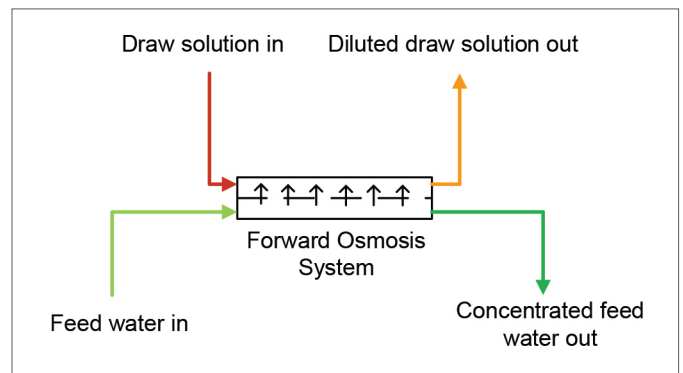 Draw solution in
Diluted draw solution out
Forward Osmosis
System
Feed water in
Concentrated feed
water out